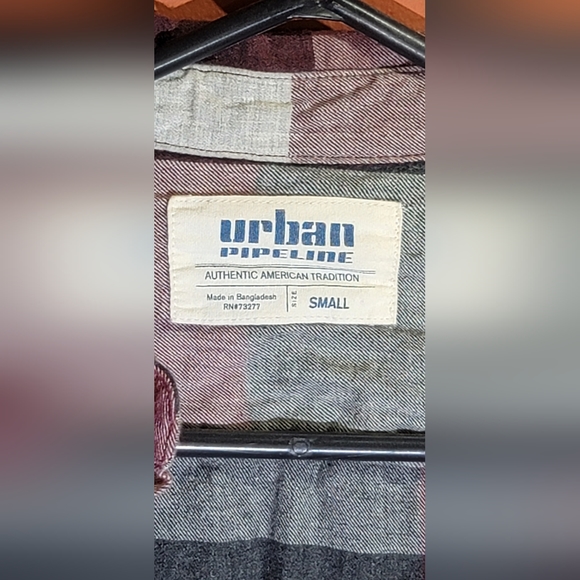 urban
PIPELINE
AUTHENTIC AMERICAN TRADITION
Made in Bangladesh
RN#73277
SIZE
SMALL